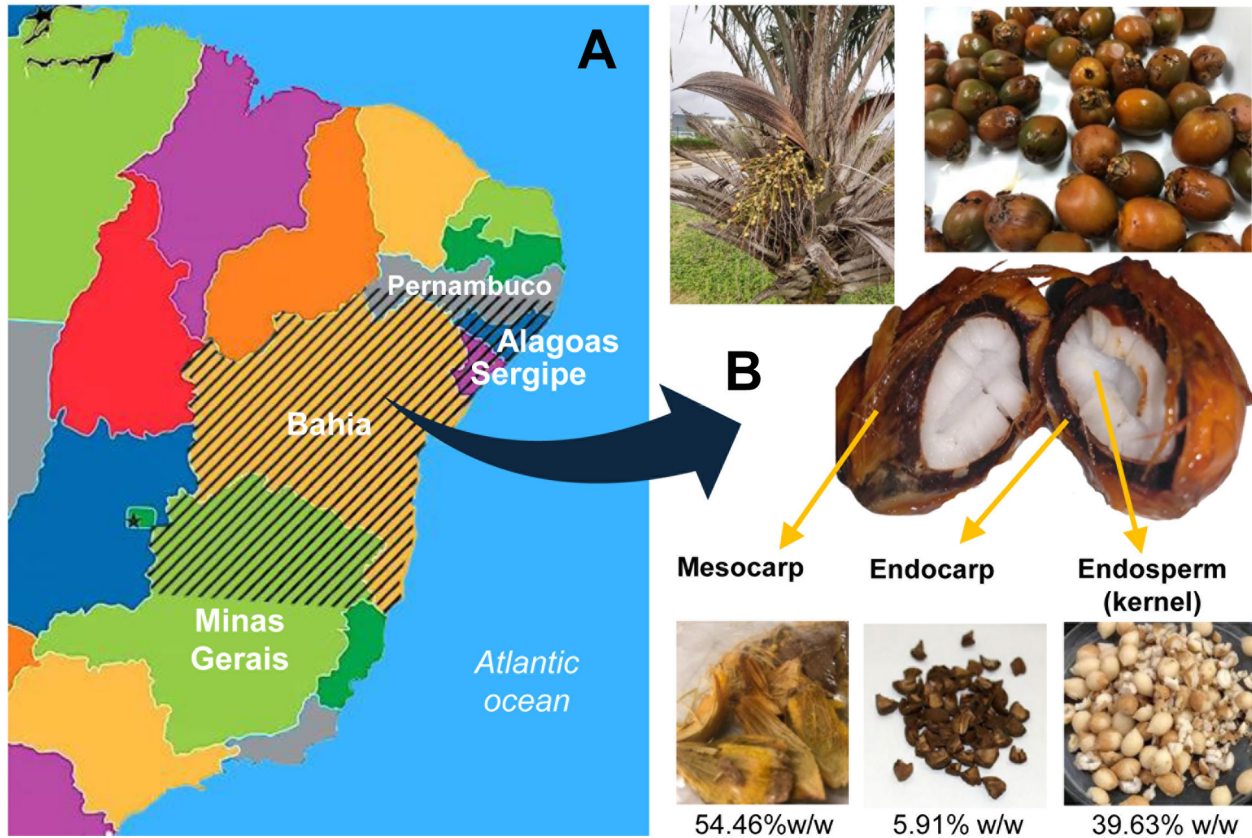 A
Pernambuco
Alagoas
Sergipe
Bahia
Minas
Gerais
Atlantic
ocean
B
Mesocarp
Endocarp
Endosperm
(kernel)
54.46%w/w
5.91% w/w
39.63% w/w